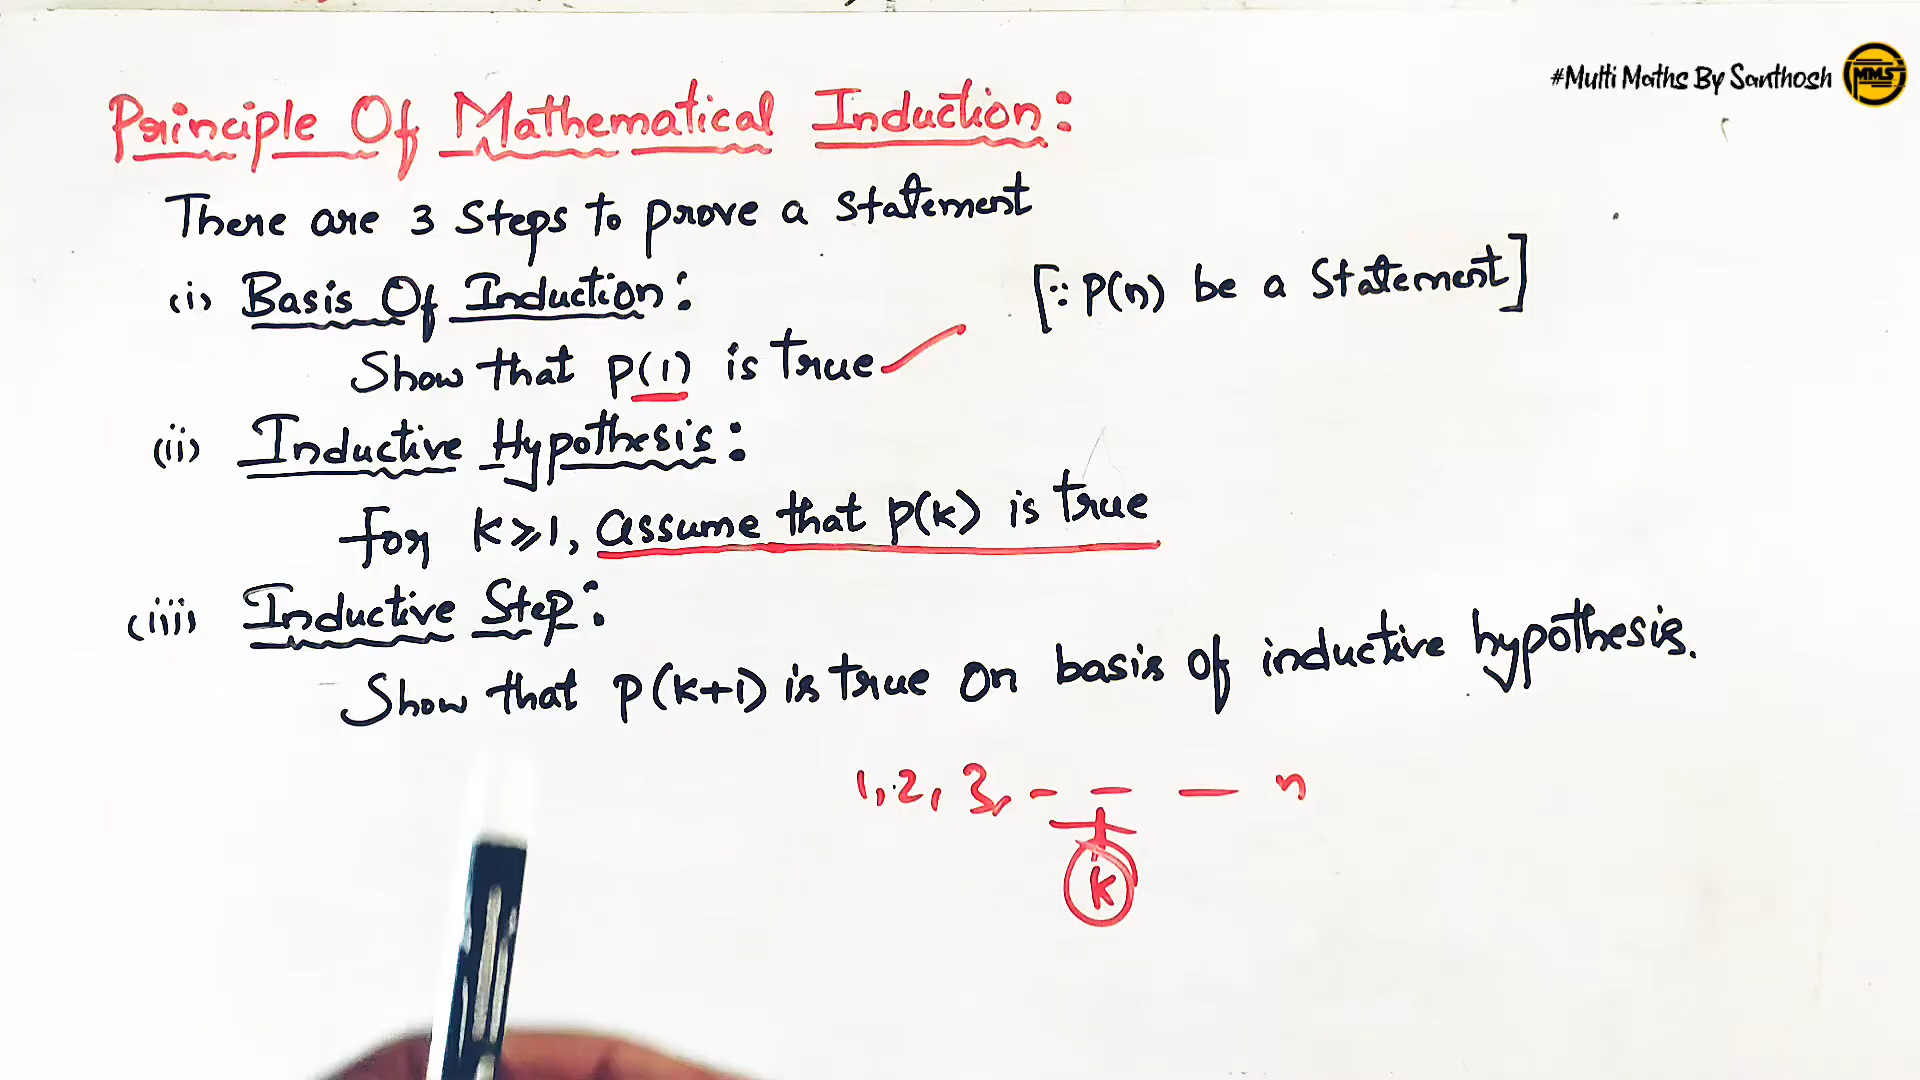 #Multi Maths By Santhosh MMS
Principle Of Mathematical Induction:
There are 3 Steps to prove a statement
(i) Basis Of Induction:
[∵ P(n) be a Statement]
Show that P(1) is true
(ii) Inductive Hypothesis:
for k≥1, assume that p(k) is true
(iii) Inductive Step:
Show that P(k+1) is true on basis of inductive hypothesis.
1, 2, 3, - - — n
k